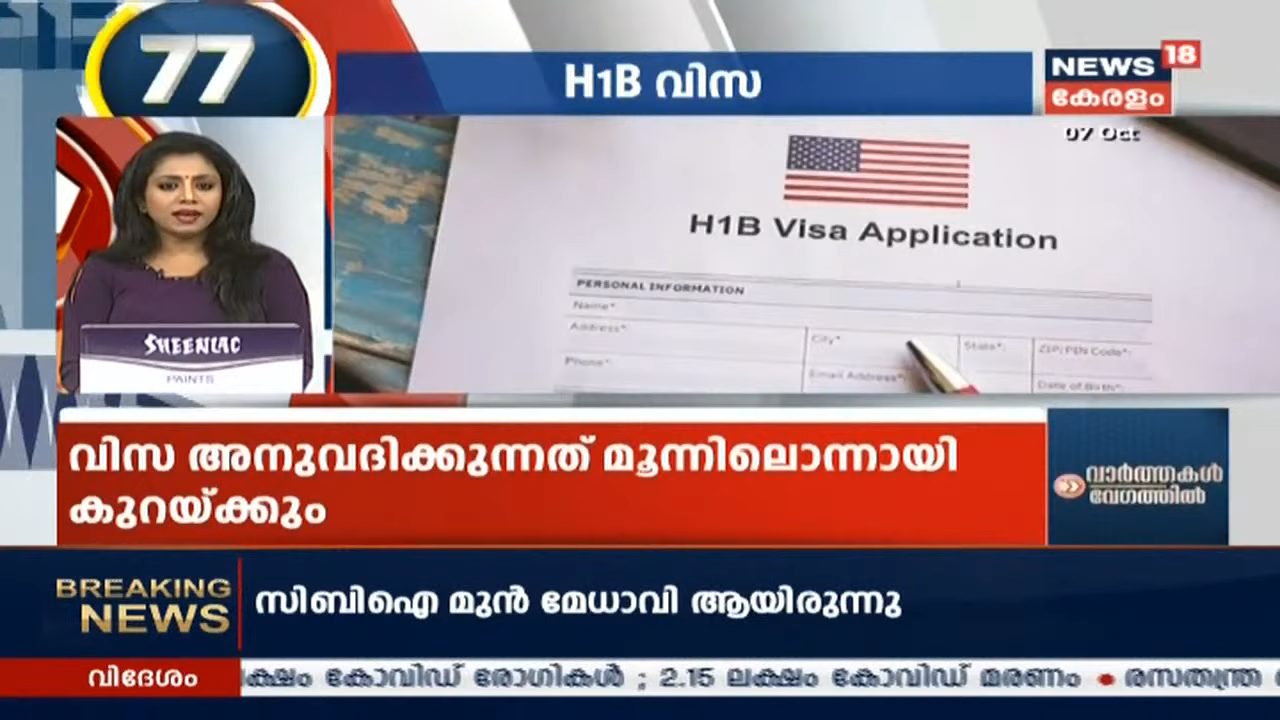 77
H1B വിസ
NEWS 18
കേരളം
07 Oct
H1B Visa Application
PERSONAL INFORMATION
Name*:
Address*:
City*:
State*:
ZIP/PIN Code*:
Phone*:
Email Address*:
Date of Birth*:
SHEENLAC
PAINTS
വിസ അനുവദിക്കുന്നത് മൂന്നിലൊന്നായി
കുറയ്ക്കും
വാർത്തകൾ
വേഗത്തിൽ
BREAKING
NEWS
സിബിഐ മുൻ മേധാവി ആയിരുന്നു
വിദേശം
ക്ഷം കോവിഡ് രോഗികൾ ; 2.15 ലക്ഷം കോവിഡ് മരണം • രസതന്ത്ര